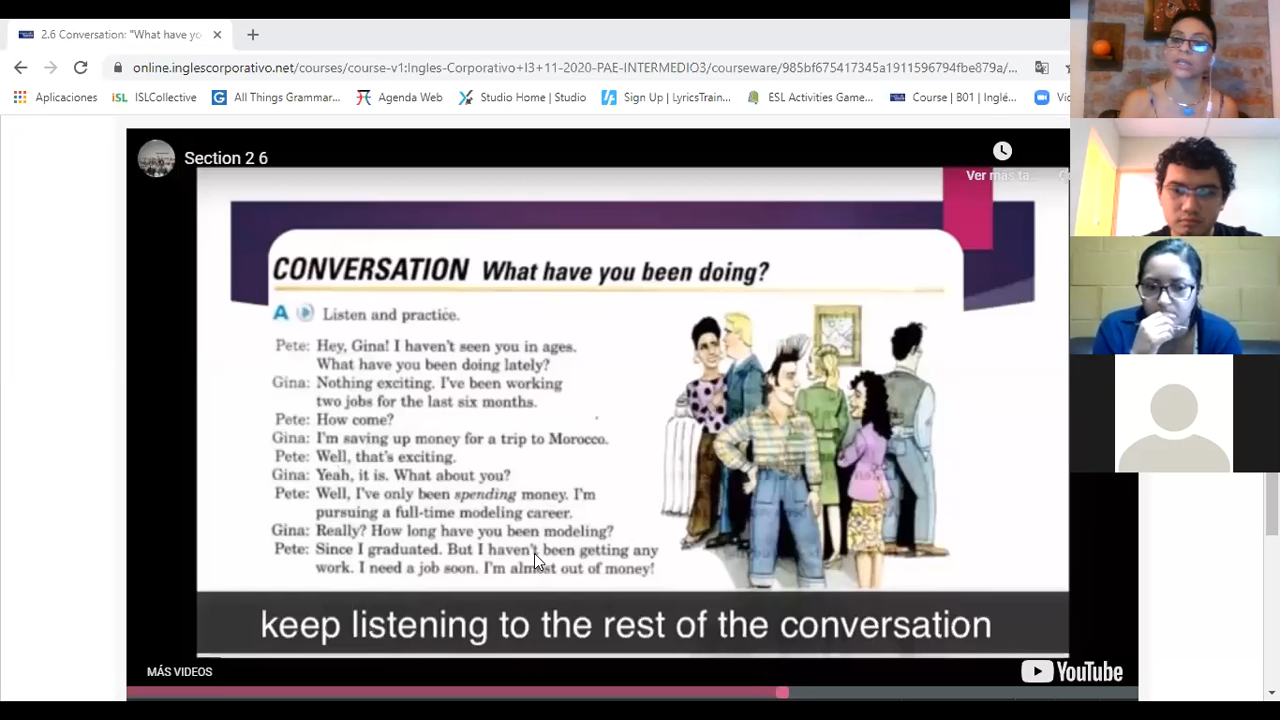 2.6 Conversation: "What have yo
online.inglescorporativo.net/courses/course-v1:Ingles-Corporativo+I3+11-2020-PAE-INTERMEDIO3/courseware/985bf675417345a1911596794fbe879a/...
Aplicaciones ISLCollective All Things Grammar... Agenda Web Studio Home | Studio Sign Up | LyricsTrain... ESL Activities Game... Course | B01 | Inglé...
Section 2 6
Ver más ta...
CONVERSATION What have you been doing?
A Listen and practice.
Pete: Hey, Gina! I haven't seen you in ages.
What have you been doing lately?
Gina: Nothing exciting. I've been working
two jobs for the last six months.
Pete: How come?
Gina: I'm saving up money for a trip to Morocco.
Pete: Well, that's exciting.
Gina: Yeah, it is. What about you?
Pete: Well, I've only been spending money. I'm
pursuing a full-time modeling career.
Gina: Really? How long have you been modeling?
Pete: Since I graduated. But I haven't been getting any
work. I need a job soon. I'm almost out of money!
keep listening to the rest of the conversation
MÁS VIDEOS
YouTube